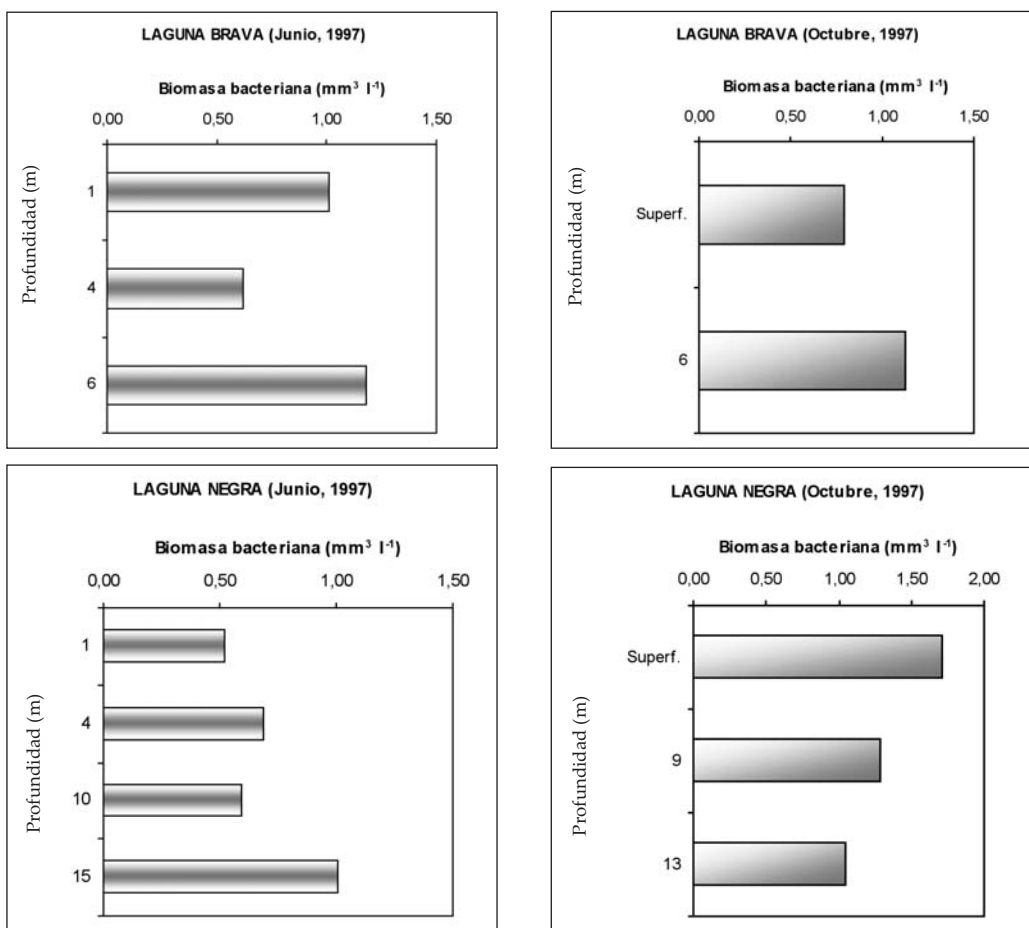 LAGUNA BRAVA (Junio, 1997)
Biomasa bacteriana (mm³ l⁻¹)
0,00 0,50 1,00 1,50
Profundidad (m)
1
4
6
LAGUNA BRAVA (Octubre, 1997)
Biomasa bacteriana (mm³ l⁻¹)
0,00 0,50 1,00 1,50
Profundidad (m)
Superf.
6
LAGUNA NEGRA (Junio, 1997)
Biomasa bacteriana (mm³ l⁻¹)
0,00 0,50 1,00 1,50
Profundidad (m)
1
4
10
15
LAGUNA NEGRA (Octubre, 1997)
Biomasa bacteriana (mm³ l⁻¹)
0,00 0,50 1,00 1,50 2,00
Profundidad (m)
Superf.
9
13